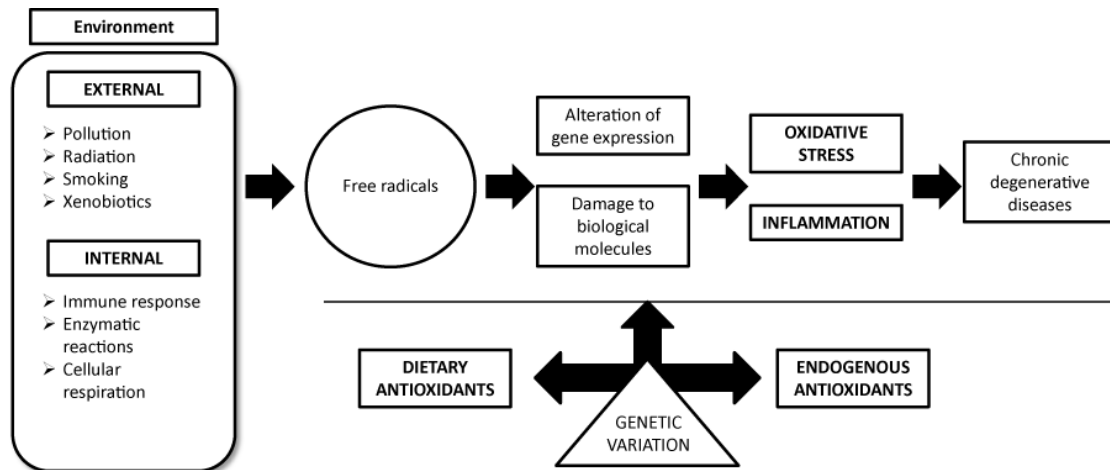 Environment
EXTERNAL
➢ Pollution
➢ Radiation
➢ Smoking
➢ Xenobiotics
INTERNAL
➢ Immune response
➢ Enzymatic
reactions
➢ Cellular
respiration
Free radicals
Alteration of
gene expression
Damage to
biological
molecules
OXIDATIVE
STRESS
INFLAMMATION
Chronic
degenerative
diseases
DIETARY
ANTIOXIDANTS
GENETIC
VARIATION
ENDOGENOUS
ANTIOXIDANTS